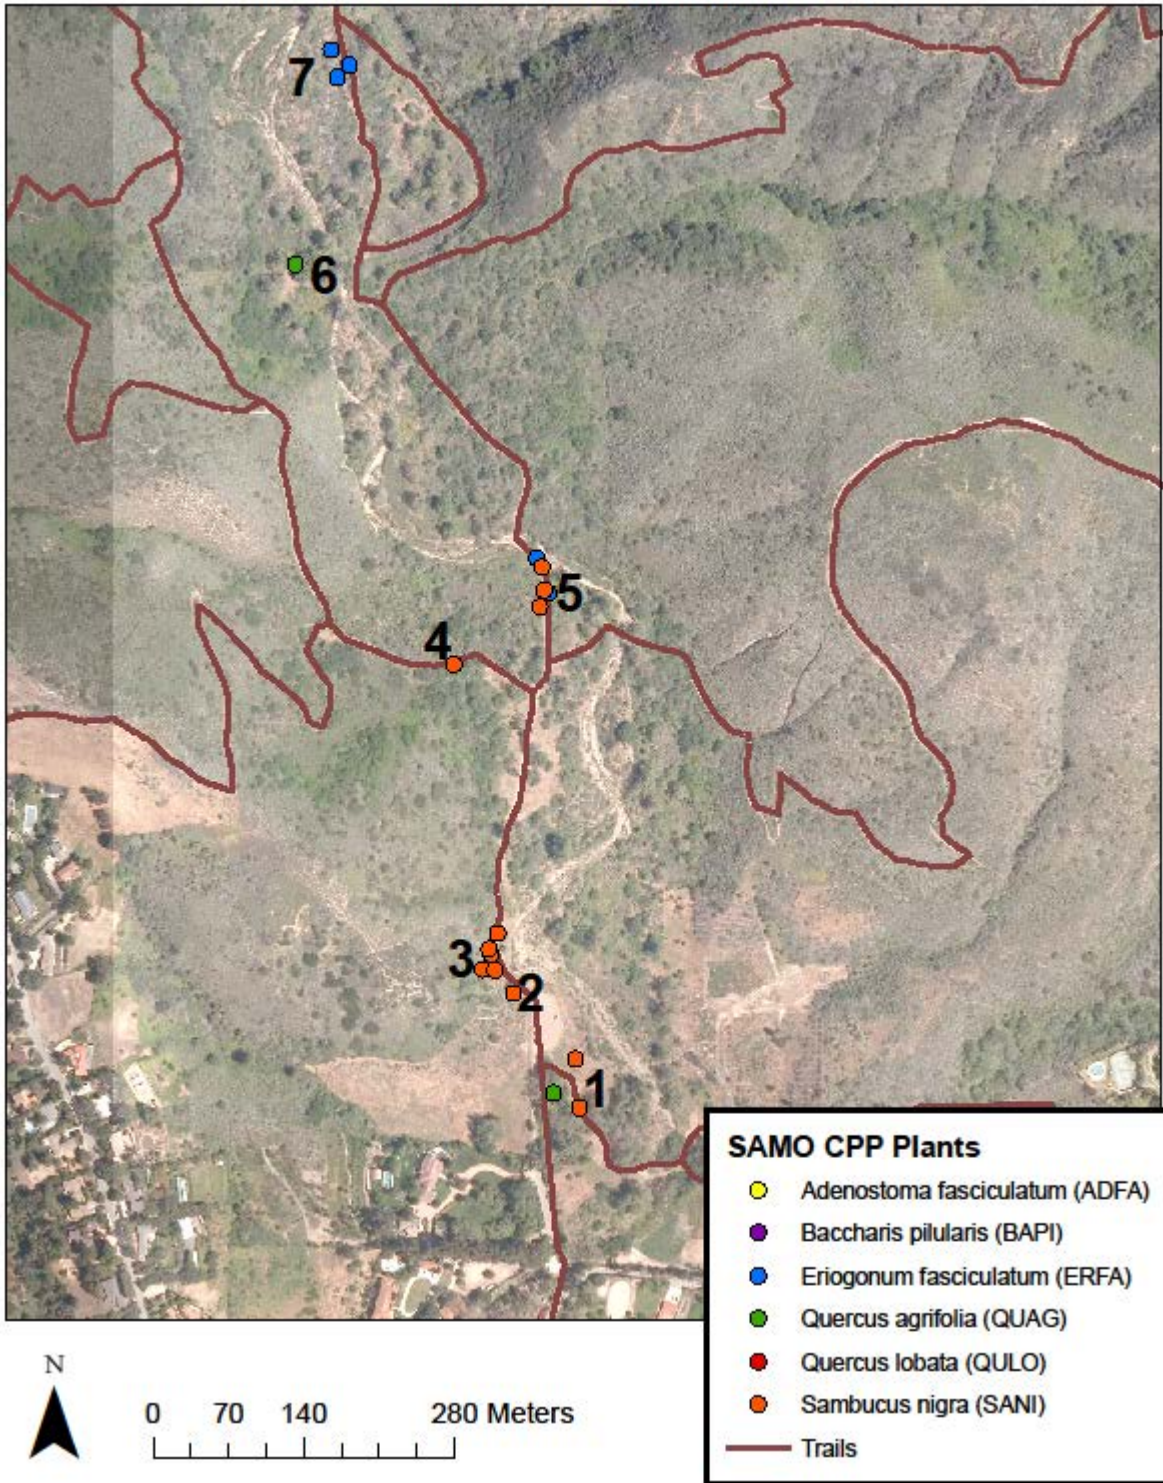 7
6
5
4
3
2
1
SAMO CPP Plants
Adenostoma fasciculatum (ADFA)
Baccharis pilularis (BAPI)
Eriogonum fasciculatum (ERFA)
Quercus agrifolia (QUAG)
Quercus lobata (QULO)
Sambucus nigra (SANI)
Trails
N
0 70 140 280 Meters